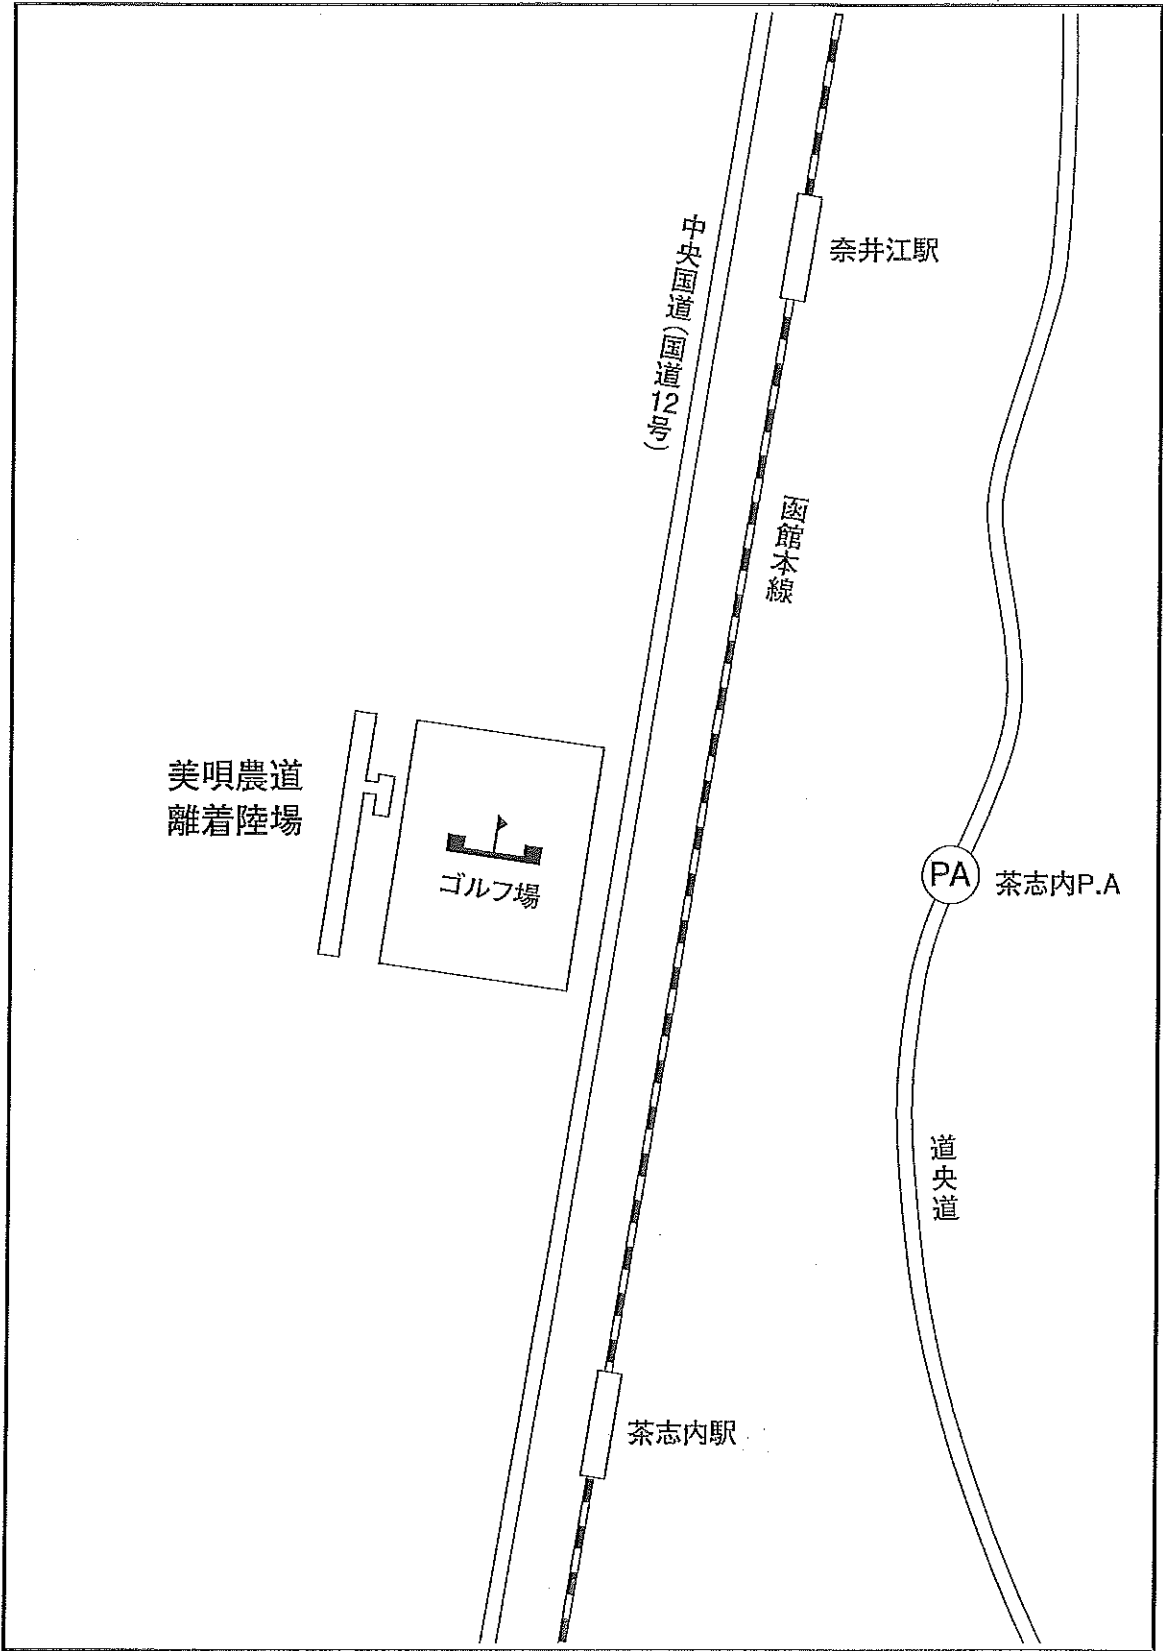 中央国道(国道12号)
奈井江駅
函館本線
美唄農道
離着陸場
ゴルフ場
PA
茶志内P.A
道央道
茶志内駅